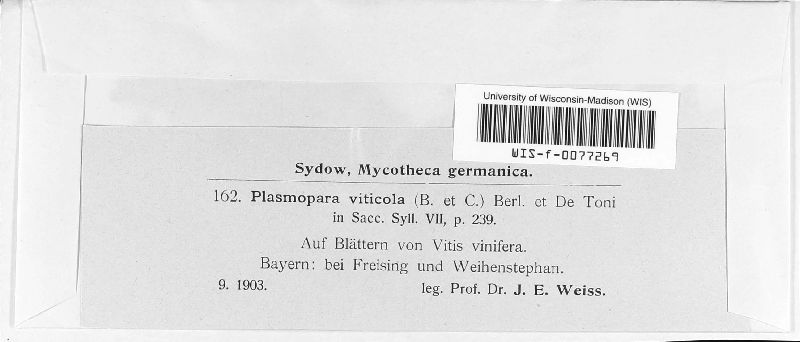 University of Wisconsin-Madison (WIS)
WIS-f-0077269
Sydow, Mycotheca germanica.
162. Plasmopara viticola (B. et C.) Berl. et De Toni
in Sacc. Syll. VII, p. 239.
Auf Blättern von Vitis vinifera.
Bayern: bei Freising und Weihenstephan.
9. 1903. leg. Prof. Dr. J. E. Weiss.